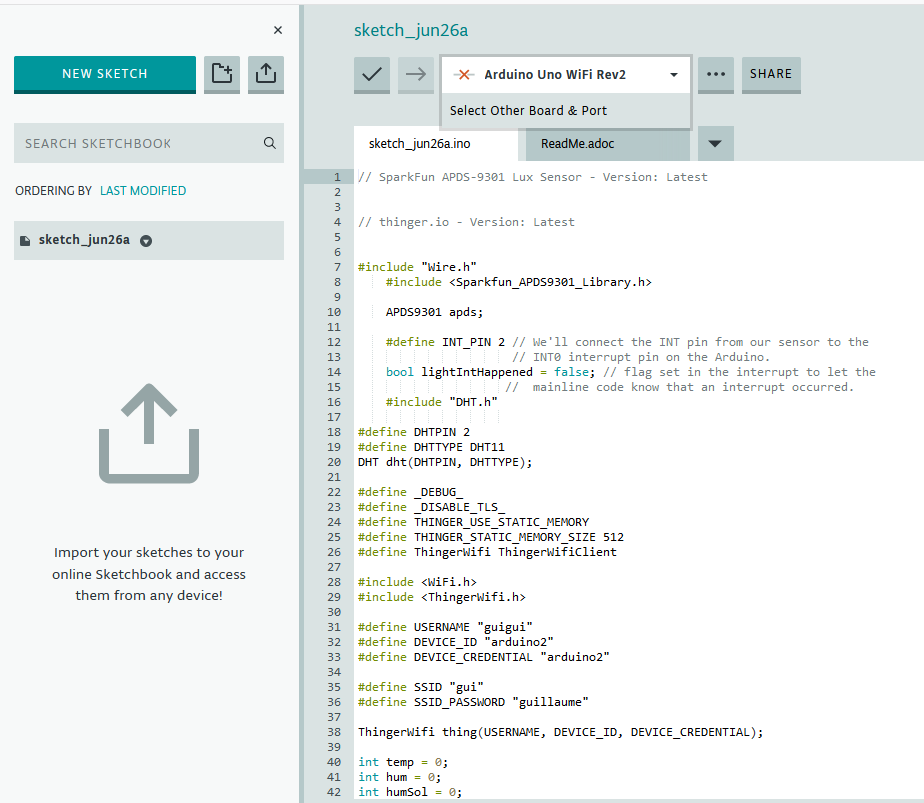 ×
NEW SKETCH
SEARCH SKETCHBOOK
ORDERING BY LAST MODIFIED
sketch_jun26a
Import your sketches to your
online Sketchbook and access
them from any device!
sketch_jun26a
Arduino Uno WiFi Rev2
SHARE
Select Other Board & Port
sketch_jun26a.ino
ReadMe.adoc
1 // SparkFun APDS-9301 Lux Sensor - Version: Latest
2
3
4 // thinger.io - Version: Latest
5
6
7 #include "Wire.h"
8 #include <Sparkfun_APDS9301_Library.h>
9
10 APDS9301 apds;
11
12 #define INT_PIN 2 // We'll connect the INT pin from our sensor to the
13 // INT0 interrupt pin on the Arduino.
14 bool lightIntHappened = false; // flag set in the interrupt to let the
15 //  mainline code know that an interrupt occurred.
16 #include "DHT.h"
17
18 #define DHTPIN 2
19 #define DHTTYPE DHT11
20 DHT dht(DHTPIN, DHTTYPE);
21
22 #define _DEBUG_
23 #define _DISABLE_TLS_
24 #define THINGER_USE_STATIC_MEMORY
25 #define THINGER_STATIC_MEMORY_SIZE 512
26 #define ThingerWifi ThingerWifiClient
27
28 #include <WiFi.h>
29 #include <ThingerWifi.h>
30
31 #define USERNAME "guigui"
32 #define DEVICE_ID "arduino2"
33 #define DEVICE_CREDENTIAL "arduino2"
34
35 #define SSID "gui"
36 #define SSID_PASSWORD "guillaume"
37
38 ThingerWifi thing(USERNAME, DEVICE_ID, DEVICE_CREDENTIAL);
39
40 int temp = 0;
41 int hum = 0;
42 int humSol = 0;